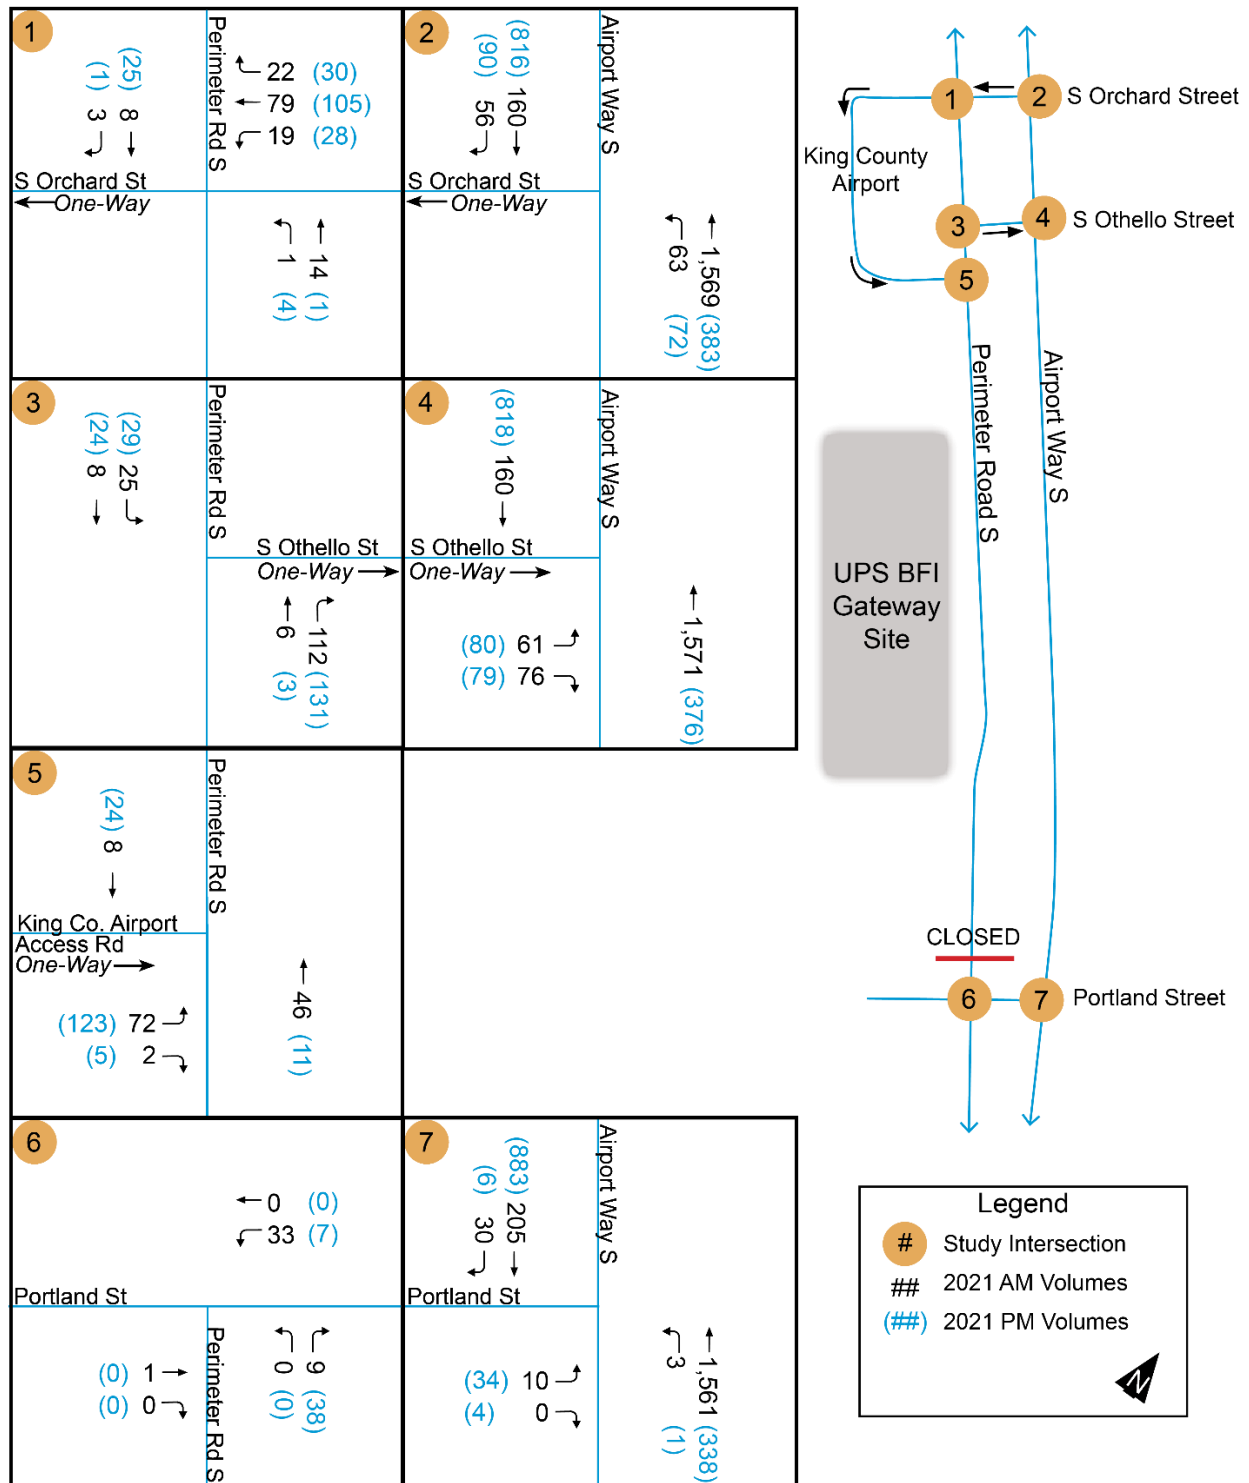 1
(25)
(1)
8
3
Perimeter Rd S
22 (30)
79 (105)
19 (28)
S Orchard St
One-Way
14 (1)
1 (4)
2
(816)
(90)
160
56
Airport Way S
S Orchard St
One-Way
1,569 (383)
63 (72)
3
(29) 25
(24) 8
Perimeter Rd S
S Othello St
One-Way
112 (131)
6 (3)
4
(818) 160
Airport Way S
S Othello St
One-Way
(80) 61
(79) 76
1,571 (376)
5
(24) 8
Perimeter Rd S
King Co. Airport
Access Rd
One-Way
(123) 72
(5) 2
46 (11)
6
0 (0)
33 (7)
Portland St
(0) 1
(0) 0
Perimeter Rd S
9 (38)
0 (0)
7
(883) 205
(6) 30
Airport Way S
Portland St
(34) 10
(4) 0
1,561 (338)
3 (1)
1
2
S Orchard Street
King County
Airport
3
4
S Othello Street
5
Perimeter Road S
Airport Way S
UPS BFI
Gateway
Site
CLOSED
6
7
Portland Street
Legend
# Study Intersection
## 2021 AM Volumes
(##) 2021 PM Volumes
N